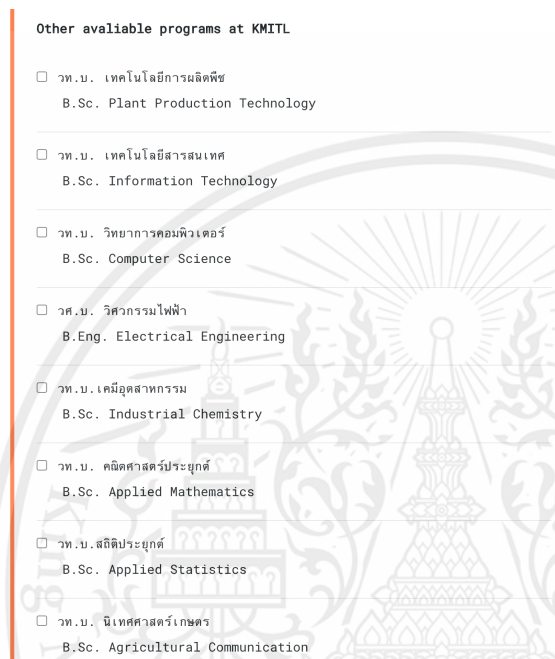 Other avaliable programs at KMITL
วท.บ. เทคโนโลยีการผลิตพืช
B.Sc. Plant Production Technology
วท.บ. เทคโนโลยีสารสนเทศ
B.Sc. Information Technology
วท.บ. วิทยาการคอมพิวเตอร์
B.Sc. Computer Science
วศ.บ. วิศวกรรมไฟฟ้า
B.Eng. Electrical Engineering
วท.บ.เคมีอุตสาหกรรม
B.Sc. Industrial Chemistry
วท.บ. คณิตศาสตร์ประยุกต์
B.Sc. Applied Mathematics
วท.บ.สถิติประยุกต์
B.Sc. Applied Statistics
วท.บ. นิเทศศาสตร์เกษตร
B.Sc. Agricultural Communication